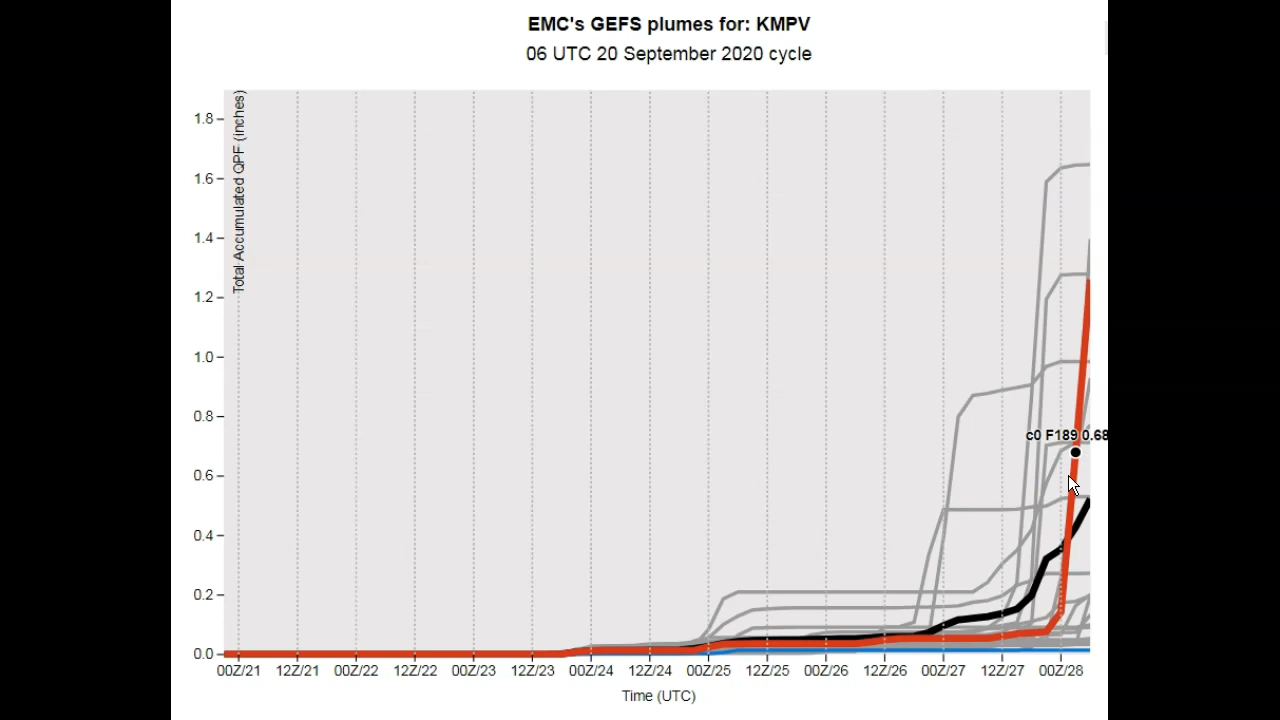 EMC's GEFS plumes for: KMPV
06 UTC 20 September 2020 cycle
Total Accumulated QPF (inches)
1.8
1.6
1.4
1.2
1.0
0.8
c0 F189 0.68
0.6
0.4
0.2
0.0
00Z/21 12Z/21 00Z/22 12Z/22 00Z/23 12Z/23 00Z/24 12Z/24 00Z/25 12Z/25 00Z/26 12Z/26 00Z/27 12Z/27 00Z/28
Time (UTC)